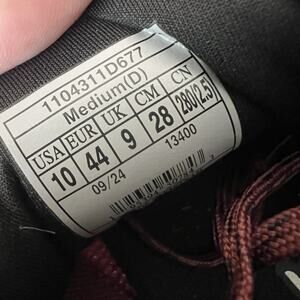 1104311D677
Medium(D)
USA EUR UK CM CN
10 44 9 28 280(2.5)
09/24 13400